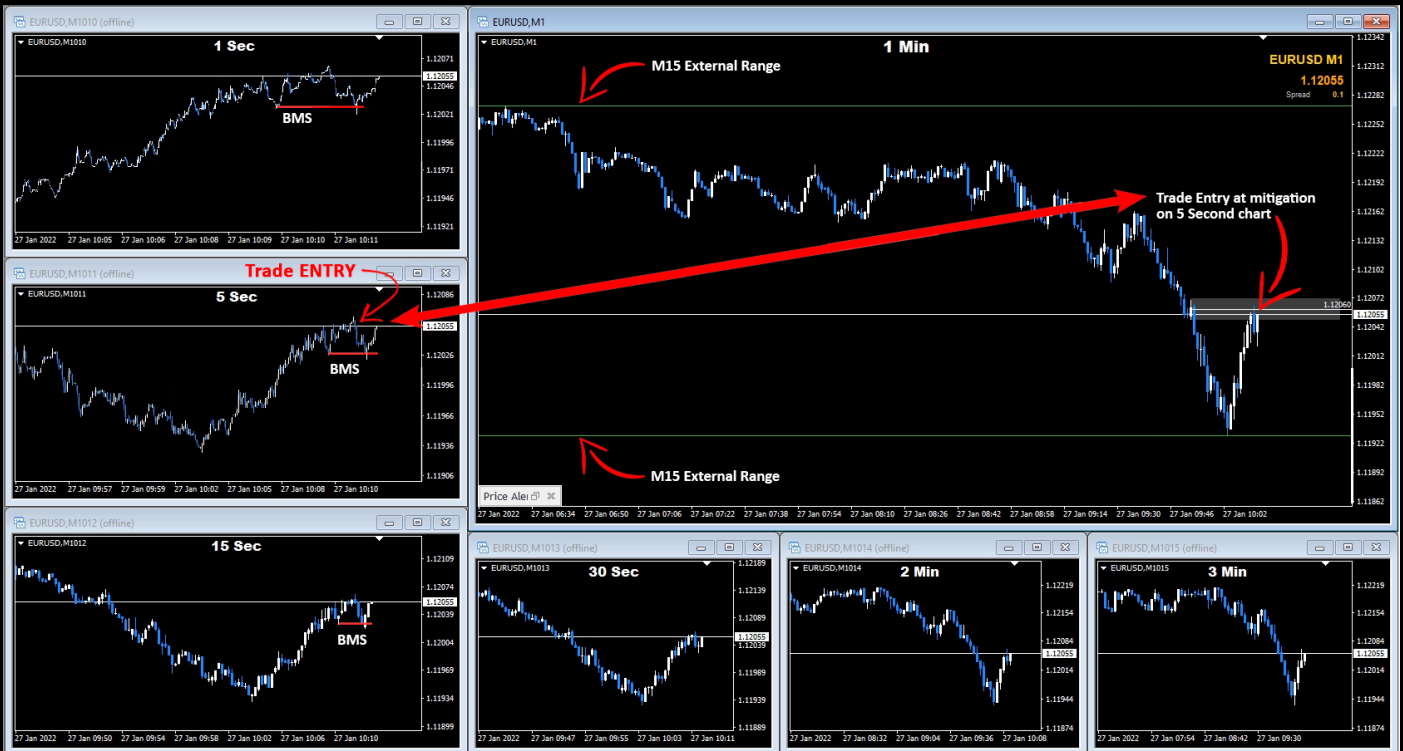 EURUSD,M1010 (offline)
EURUSD,M1010
1 Sec
1.12071
1.12055
1.12046
1.12021
1.11996
1.11971
1.11946
1.11921
BMS
27 Jan 2022 27 Jan 10:05 27 Jan 10:06 27 Jan 10:08 27 Jan 10:09 27 Jan 10:10 27 Jan 10:11
EURUSD,M1011 (offline)
Trade ENTRY
EURUSD,M1011
5 Sec
1.12086
1.12055
1.12026
1.11996
1.11966
1.11936
1.11906
BMS
27 Jan 2022 27 Jan 09:57 27 Jan 09:59 27 Jan 10:02 27 Jan 10:05 27 Jan 10:08 27 Jan 10:10
EURUSD,M1012 (offline)
EURUSD,M1012
15 Sec
1.12109
1.12074
1.12055
1.12039
1.12004
1.11969
1.11934
1.11899
BMS
27 Jan 2022 27 Jan 09:50 27 Jan 09:54 27 Jan 09:58 27 Jan 10:02 27 Jan 10:06 27 Jan 10:10
EURUSD,M1
EURUSD,M1
1 Min
M15 External Range
EURUSD M1
1.12055
Spread 0.1
Trade Entry at mitigation
on 5 Second chart
1.12060
M15 External Range
Price Aler
1.12342
1.12312
1.12282
1.12252
1.12222
1.12192
1.12162
1.12132
1.12102
1.12072
1.12055
1.12042
1.12012
1.11982
1.11952
1.11922
1.11892
1.11862
27 Jan 2022 27 Jan 06:34 27 Jan 06:50 27 Jan 07:06 27 Jan 07:22 27 Jan 07:38 27 Jan 07:54 27 Jan 08:10 27 Jan 08:26 27 Jan 08:42 27 Jan 08:58 27 Jan 09:14 27 Jan 09:30 27 Jan 09:46 27 Jan 10:02
EURUSD,M1013 (offline)
EURUSD,M1013
30 Sec
1.12189
1.12139
1.12089
1.12055
1.12039
1.11989
1.11939
1.11889
27 Jan 2022 27 Jan 09:47 27 Jan 09:55 27 Jan 10:03 27 Jan 10:11
EURUSD,M1014 (offline)
EURUSD,M1014
2 Min
1.12219
1.12154
1.12084
1.12055
1.12014
1.11944
1.11874
27 Jan 2022 27 Jan 08:32 27 Jan 09:04 27 Jan 09:36 27 Jan 10:08
EURUSD,M1015 (offline)
EURUSD,M1015
3 Min
1.12219
1.12154
1.12084
1.12055
1.12014
1.11944
1.11874
27 Jan 2022 27 Jan 07:54 27 Jan 08:42 27 Jan 09:30